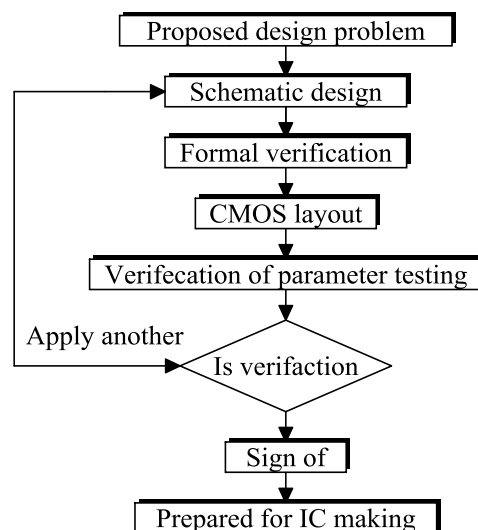 Proposed design problem
Schematic design
Formal verification
CMOS layout
Verifecation of parameter testing
Apply another
Is verifaction
Sign of
Prepared for IC making